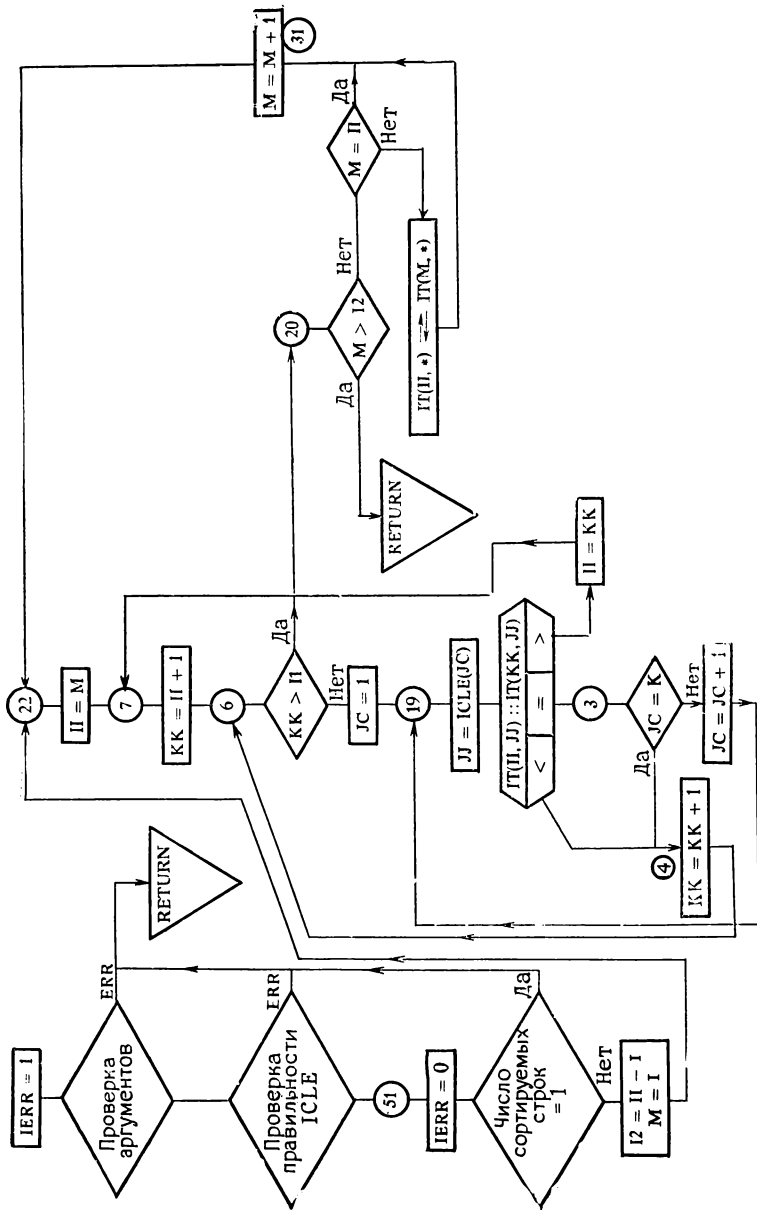 IERR = 1
Проверка
аргументов
ERR
RETURN
Проверка
правильности
ICLE
ERR
51
IERR = 0
Число
сортируемых
строк
= 1
Да
Нет
I2 = I1 − I
M = I
22
II = M
7
KK = II + 1
6
KK > I1
Да
Нет
JC = 1
19
JJ = ICLE(JC)
IT(II, JJ) :: IT(KK, JJ)
< = >
II = KK
3
JC = K
Да
Нет
4
KK = KK + 1
JC = JC + 1
20
M > I2
Да
Нет
RETURN
M = II
Да
Нет
IT(II, *) ⇌ IT(M, *)
M = M + 1
31